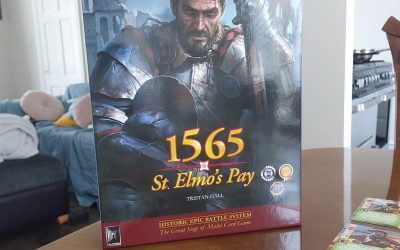 1565
St. Elmo's Pay
TRISTAN HALL
HISTORIC EPIC BATTLE SYSTEM
The Great Siege of Malta Card Game